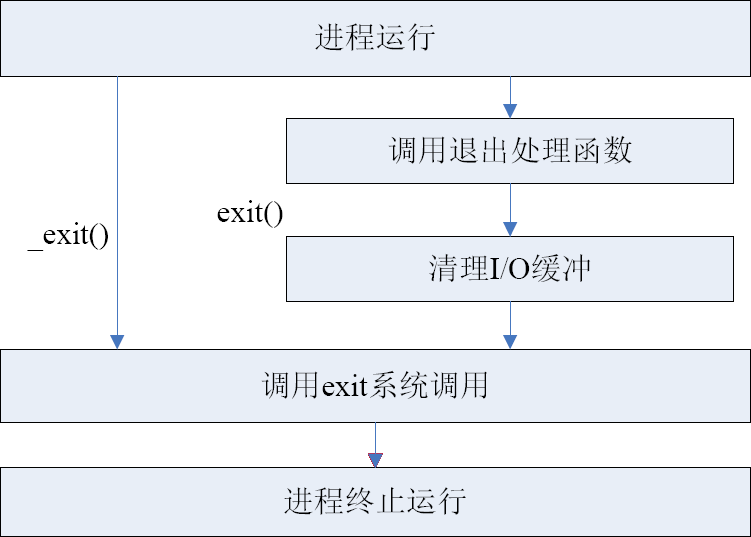 进程运行
调用退出处理函数
exit()
_exit()
清理I/O缓冲
调用exit系统调用
进程终止运行